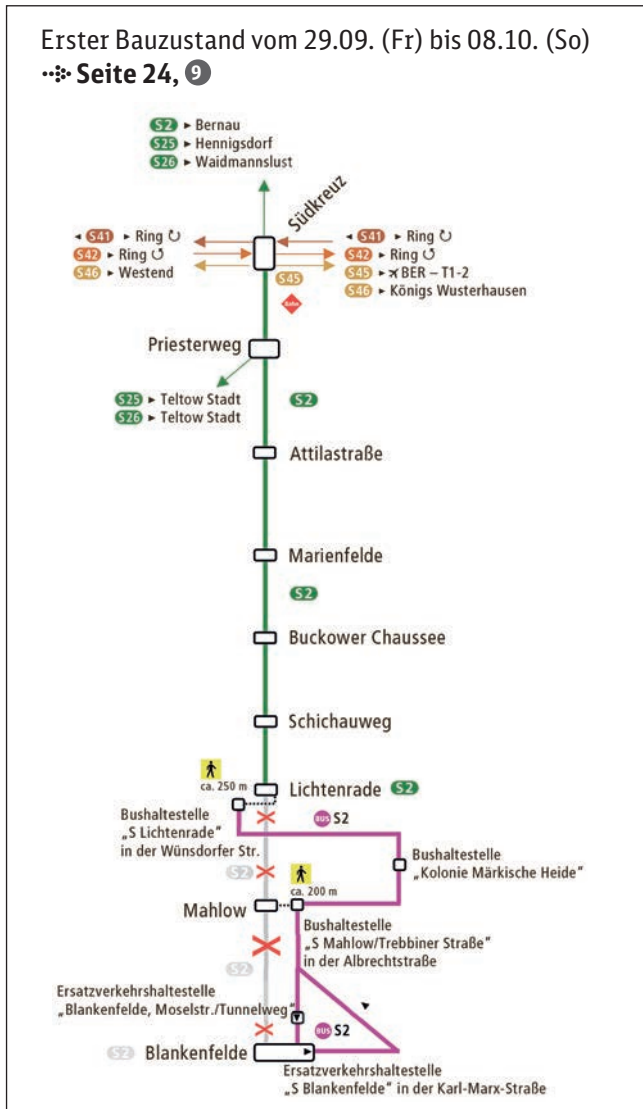 Erster Bauzustand vom 29.09. (Fr) bis 08.10. (So)
Seite 24, 9
S2 ► Bernau
S25 ► Hennigsdorf
S26 ► Waidmannslust
Südkreuz
◄ S41 ► Ring ↻
S42 ► Ring ↺
S46 ► Westend
◄ S41 ► Ring ↻
S42 ► Ring ↺
S45 ► ✈BER – T1-2
S46 ► Königs Wusterhausen
S45
Bahn
Priesterweg
S25 ► Teltow Stadt
S26 ► Teltow Stadt
S2
Attilastraße
Marienfelde
S2
Buckower Chaussee
Schichauweg
ca. 250 m
Lichtenrade S2
Bushaltestelle
„S Lichtenrade“
in der Wünsdorfer Str.
BUS S2
Bushaltestelle
„Kolonie Märkische Heide“
S2
ca. 200 m
Mahlow
Bushaltestelle
„S Mahlow/Trebbiner Straße“
in der Albrechtstraße
S2
Ersatzverkehrshaltestelle
„Blankenfelde, Moselstr./Tunnelweg“
BUS S2
S2 Blankenfelde
Ersatzverkehrshaltestelle
„S Blankenfelde“ in der Karl-Marx-Straße